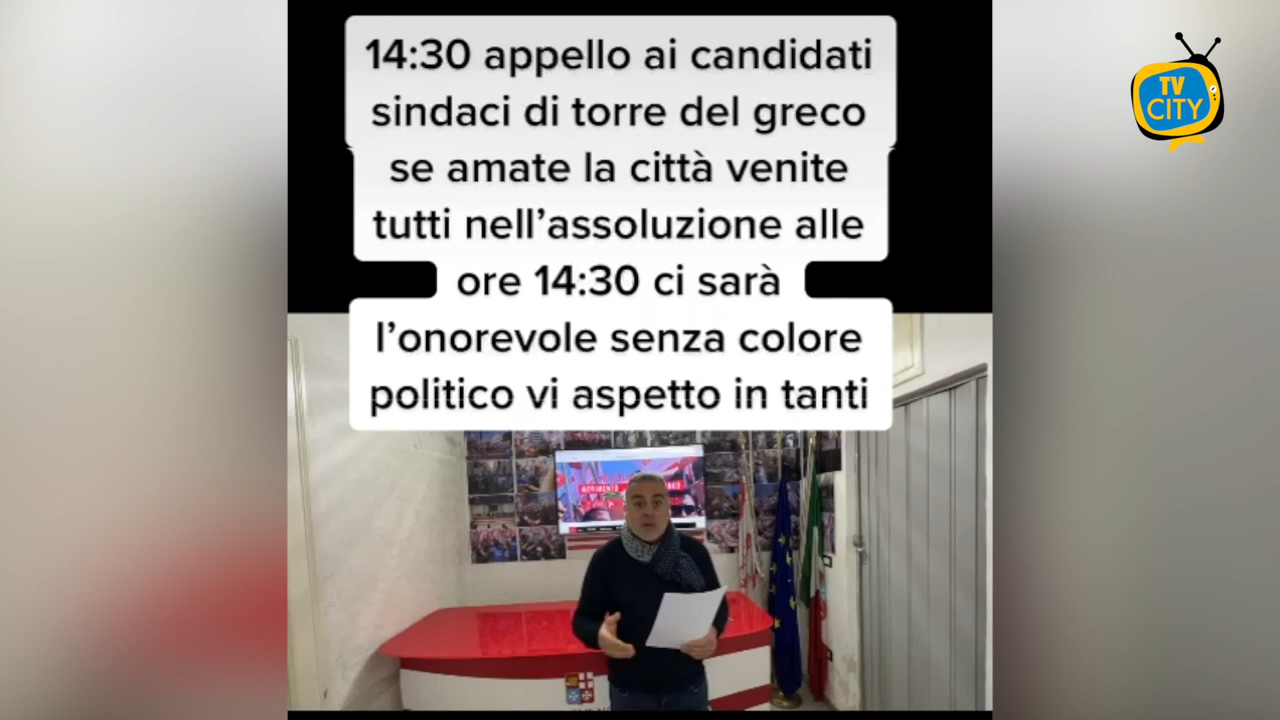 14:30 appello ai candidati
sindaci di torre del greco
se amate la città venite
tutti nell’assoluzione alle
ore 14:30 ci sarà
l’onorevole senza colore
politico vi aspetto in tanti
TV
CITY
MOVIMENTO